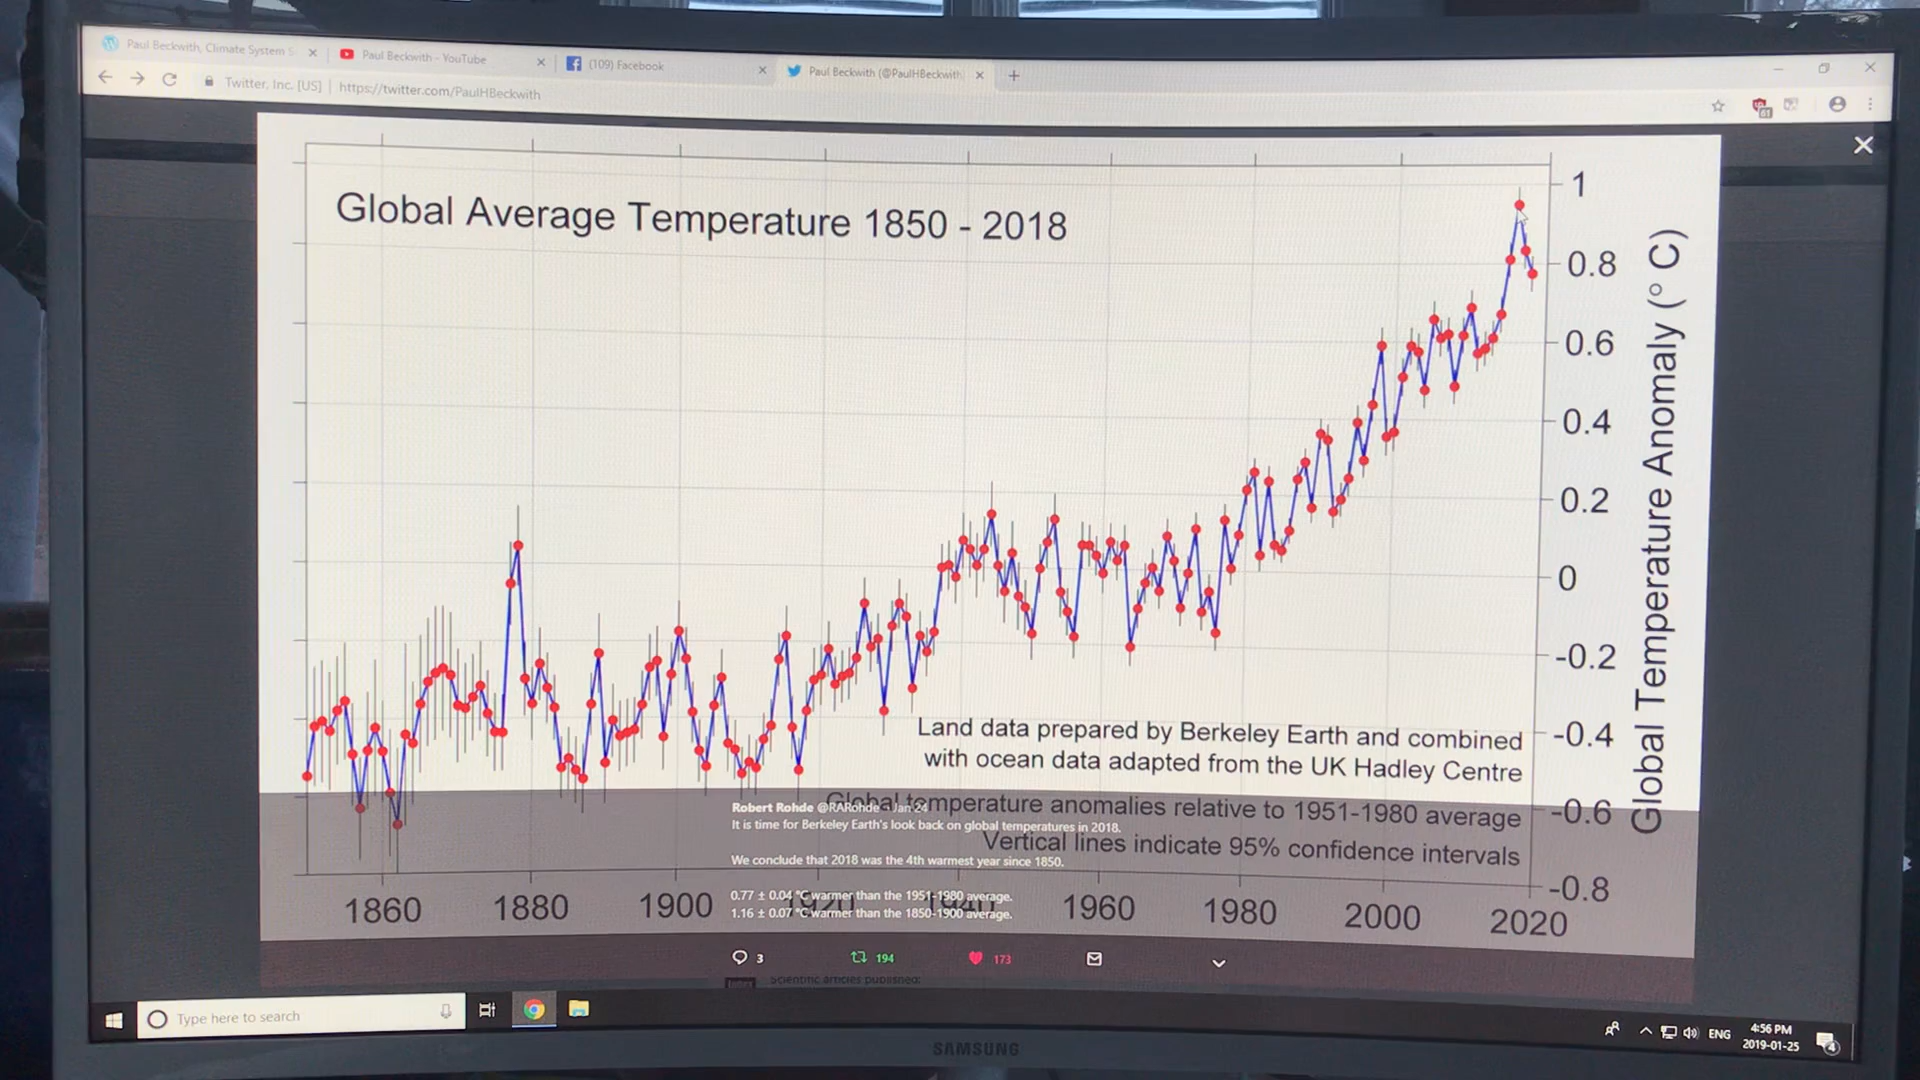 Paul Beckwith, Climate System S
Paul Beckwith - YouTube
(109) Facebook
Paul Beckwith (@PaulHBeckwith
Twitter, Inc. [US] | https://twitter.com/PaulHBeckwith
Global Average Temperature 1850 - 2018
1
0.8
0.6
0.4
0.2
0
-0.2
-0.4
-0.6
-0.8
Global Temperature Anomaly (° C)
Land data prepared by Berkeley Earth and combined
with ocean data adapted from the UK Hadley Centre
Global temperature anomalies relative to 1951-1980 average
Vertical lines indicate 95% confidence intervals
Robert Rohde @RARohde · Jan 24
It is time for Berkeley Earth's look back on global temperatures in 2018.
We conclude that 2018 was the 4th warmest year since 1850.
0.77 ± 0.04 °C warmer than the 1951-1980 average.
1.16 ± 0.07 °C warmer than the 1850-1900 average.
1860 1880 1900 1920 1940 1960 1980 2000 2020
3 194 173
Scientific articles published:
Type here to search
ENG
4:56 PM
2019-01-25
4
SAMSUNG